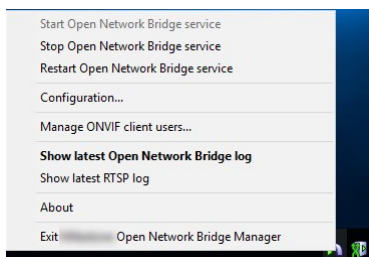 Start Open Network Bridge service
Stop Open Network Bridge service
Restart Open Network Bridge service
Configuration...
Manage ONVIF client users...
Show latest Open Network Bridge log
Show latest RTSP log
About
Exit Open Network Bridge Manager